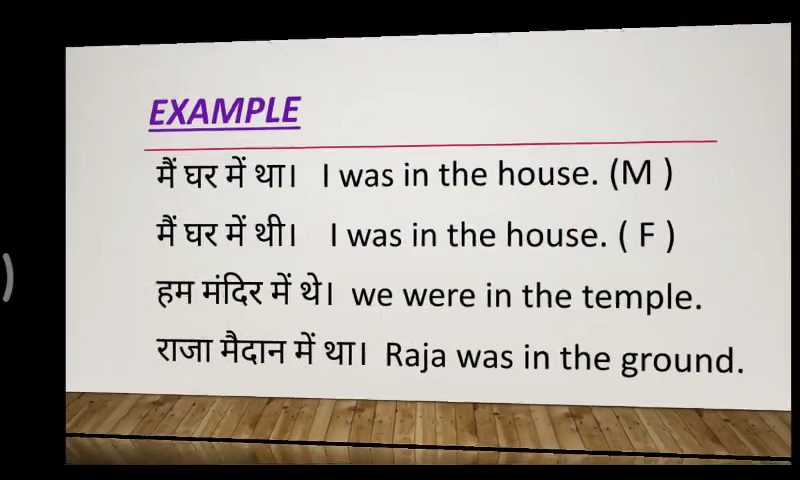 EXAMPLE
मैं घर में था। I was in the house. (M )
मैं घर में थी। I was in the house. ( F )
हम मंदिर में थे। we were in the temple.
राजा मैदान में था। Raja was in the ground.